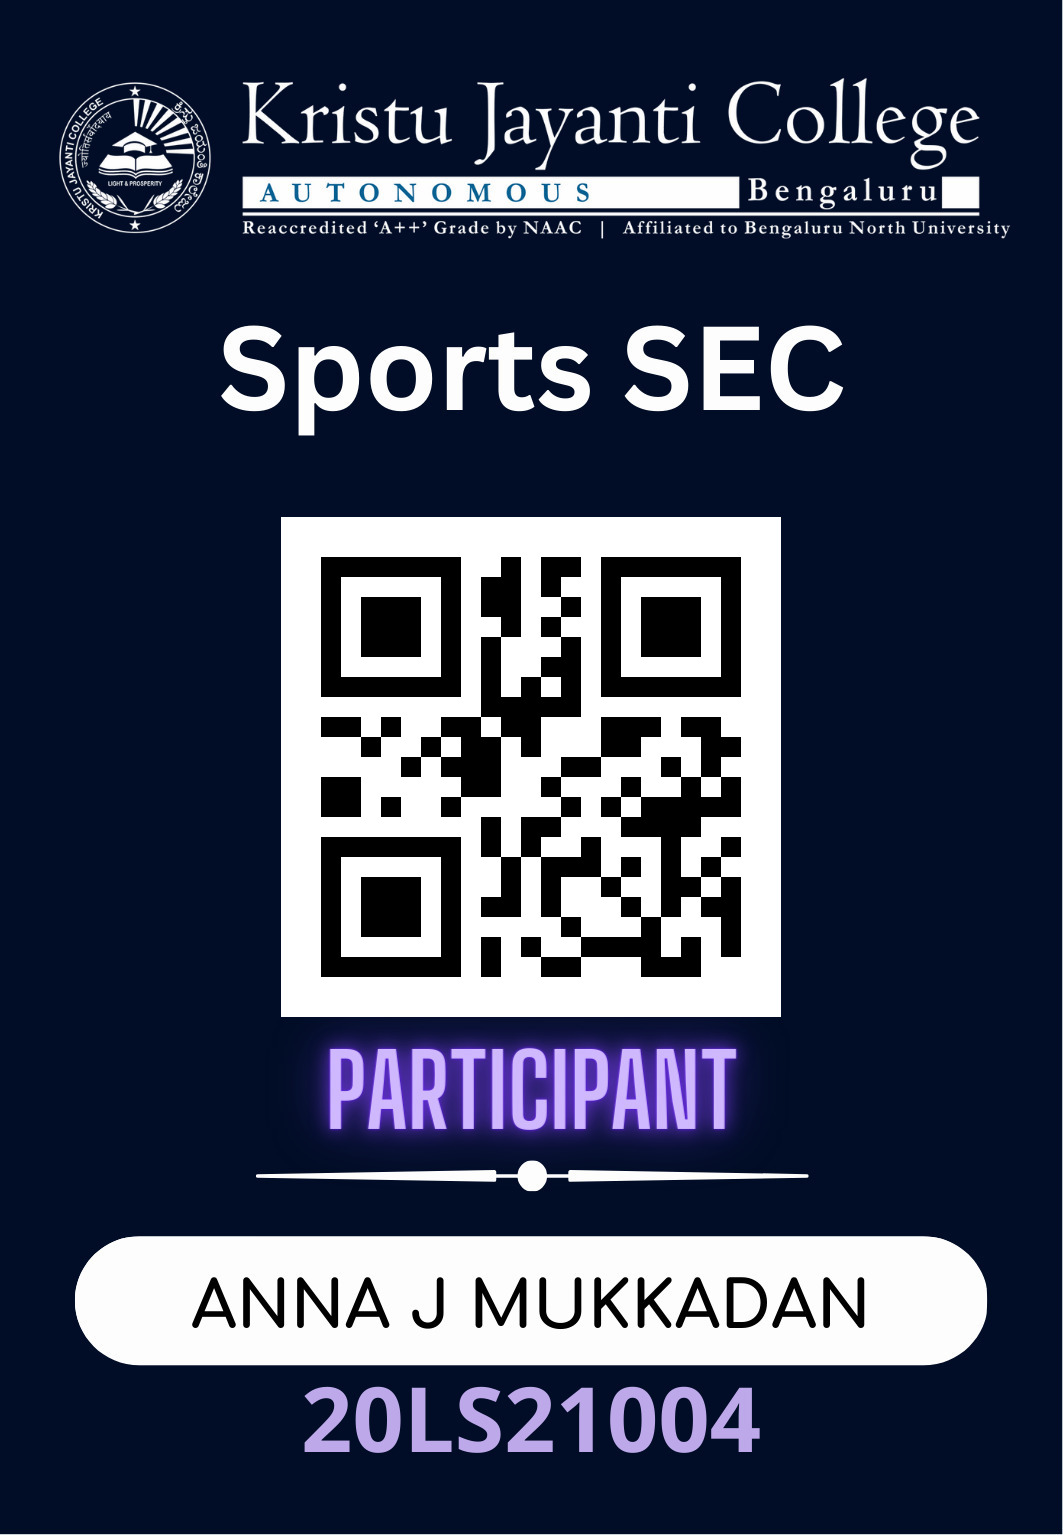 Kristu Jayanti College
AUTONOMOUS Bengaluru
Reaccredited ‘A++’ Grade by NAAC | Affiliated to Bengaluru North University
KRISTU JAYANTI COLLEGE
LIGHT & PROSPERITY
Sports SEC
PARTICIPANT
ANNA J MUKKADAN
20LS21004